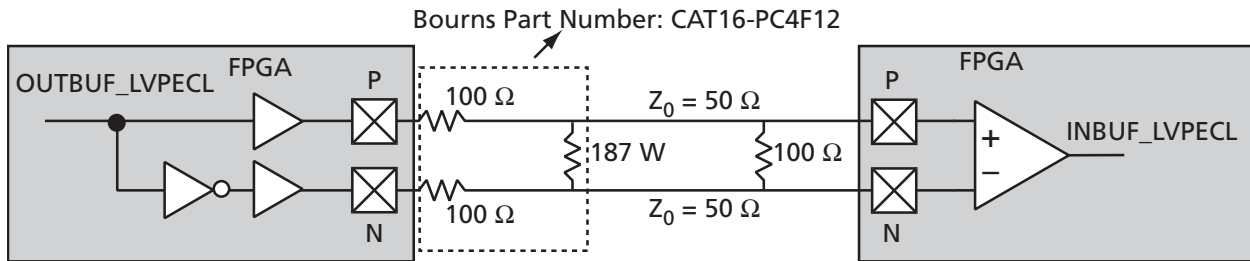 Bourns Part Number: CAT16-PC4F12
FPGA
OUTBUF_LVPECL
P
100 Ω
Z0 = 50 Ω
P
FPGA
+
−
INBUF_LVPECL
187 W
100 Ω
N
100 Ω
Z0 = 50 Ω
N